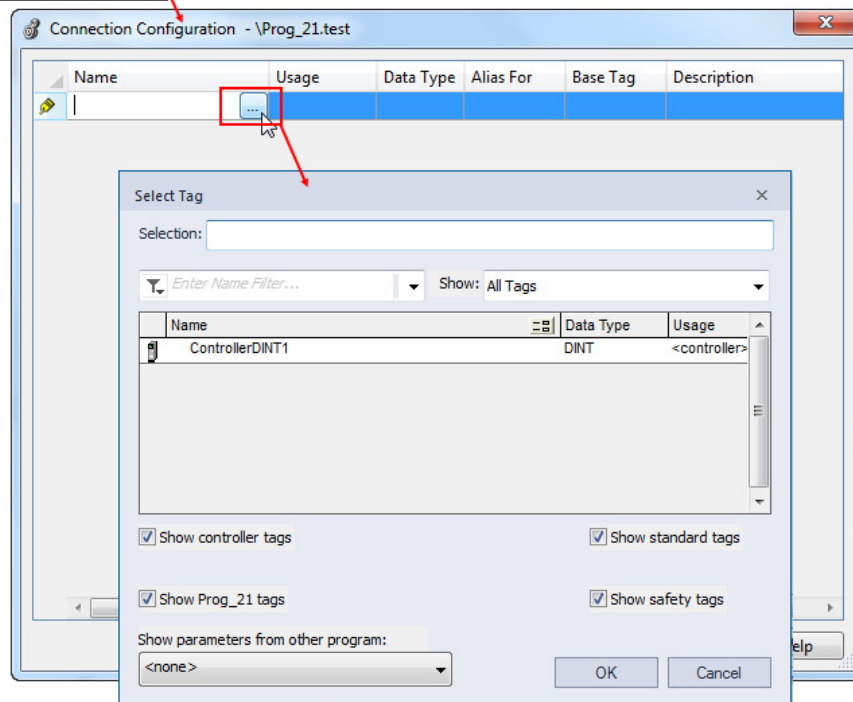 Connection Configuration - \Prog_21.test
Name Usage Data Type Alias For Base Tag Description
...
Select Tag
Selection:
Enter Name Filter... Show: All Tags
Name Data Type Usage
ControllerDINT1 DINT <controller>
Show controller tags Show standard tags
Show Prog_21 tags Show safety tags
Show parameters from other program:
<none> OK Cancel